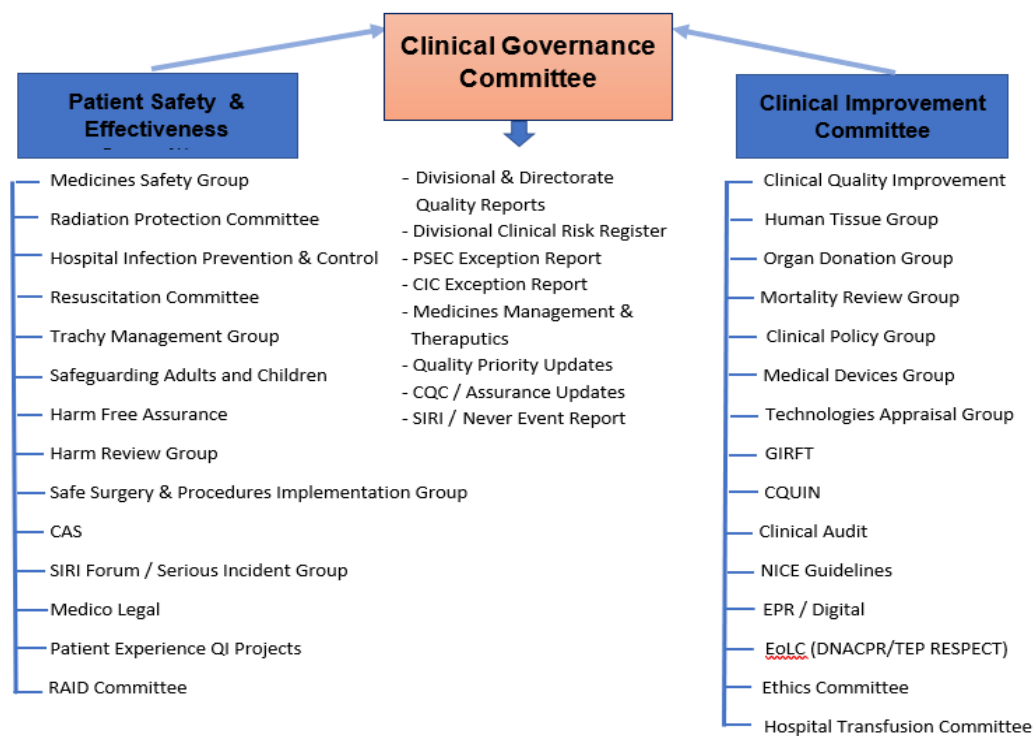 Clinical Governance
Committee
Patient Safety &
Effectiveness
Medicines Safety Group
Radiation Protection Committee
Hospital Infection Prevention & Control
Resuscitation Committee
Trachy Management Group
Safeguarding Adults and Children
Harm Free Assurance
Harm Review Group
Safe Surgery & Procedures Implementation Group
CAS
SIRI Forum / Serious Incident Group
Medico Legal
Patient Experience QI Projects
RAID Committee
- Divisional & Directorate
Quality Reports
- Divisional Clinical Risk Register
- PSEC Exception Report
- CIC Exception Report
- Medicines Management &
Theraputics
- Quality Priority Updates
- CQC / Assurance Updates
- SIRI / Never Event Report
Clinical Improvement
Committee
Clinical Quality Improvement
Human Tissue Group
Organ Donation Group
Mortality Review Group
Clinical Policy Group
Medical Devices Group
Technologies Appraisal Group
GIRFT
CQUIN
Clinical Audit
NICE Guidelines
EPR / Digital
EoLC (DNACPR/TEP RESPECT)
Ethics Committee
Hospital Transfusion Committee